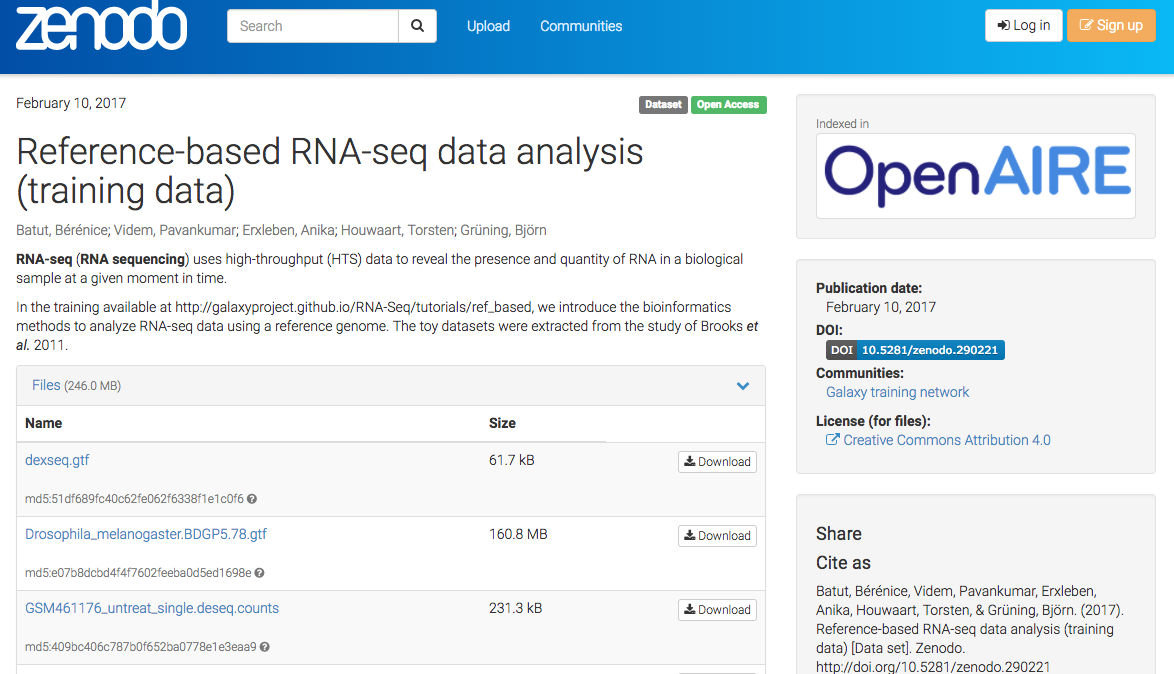 zenodo
Search
Upload
Communities
Log in
Sign up
February 10, 2017
Dataset
Open Access
Reference-based RNA-seq data analysis
(training data)
Batut, Bérénice; Videm, Pavankumar; Erxleben, Anika; Houwaart, Torsten; Grüning, Björn
RNA-seq (RNA sequencing) uses high-throughput (HTS) data to reveal the presence and quantity of RNA in a biological
sample at a given moment in time.
In the training available at http://galaxyproject.github.io/RNA-Seq/tutorials/ref_based, we introduce the bioinformatics
methods to analyze RNA-seq data using a reference genome. The toy datasets were extracted from the study of Brooks et
al. 2011.
Files (246.0 MB)
Name Size
dexseq.gtf 61.7 kB Download
md5:51df689fc40c62fe062f6338f1e1c0f6
Drosophila_melanogaster.BDGP5.78.gtf 160.8 MB Download
md5:e07b8dcbd4f4f7602feeba0d5ed1698e
GSM461176_untreat_single.deseq.counts 231.3 kB Download
md5:409bc406c787b0f652ba0778e1e3eaa9
Indexed in
OpenAIRE
Publication date:
February 10, 2017
DOI:
DOI 10.5281/zenodo.290221
Communities:
Galaxy training network
License (for files):
Creative Commons Attribution 4.0
Share
Cite as
Batut, Bérénice, Videm, Pavankumar, Erxleben,
Anika, Houwaart, Torsten, & Grüning, Björn. (2017).
Reference-based RNA-seq data analysis (training
data) [Data set]. Zenodo.
http://doi.org/10.5281/zenodo.290221